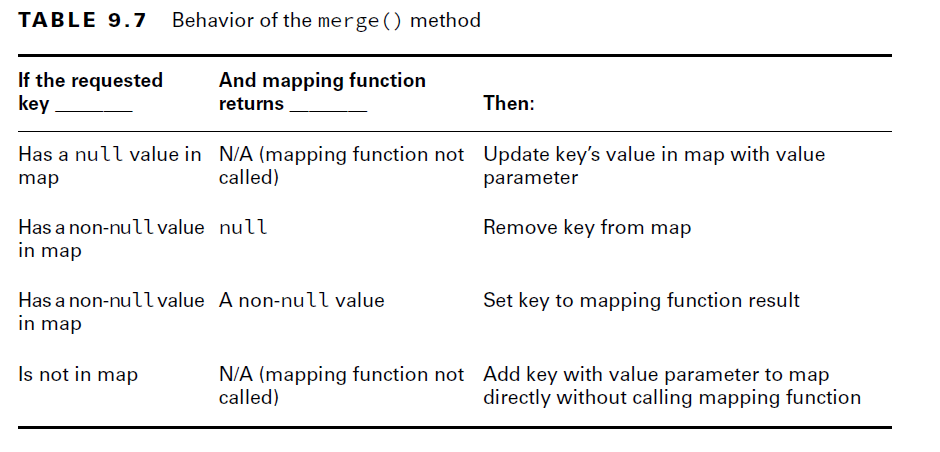 TABLE 9.7 Behavior of the merge() method
If the requested And mapping function
key ________ returns ________ Then:
Has a null value in N/A (mapping function not Update key’s value in map with value
map called) parameter
Has a non-null value null Remove key from map
in map
Has a non-null value A non-null value Set key to mapping function result
in map
Is not in map N/A (mapping function not Add key with value parameter to map
called) directly without calling mapping function